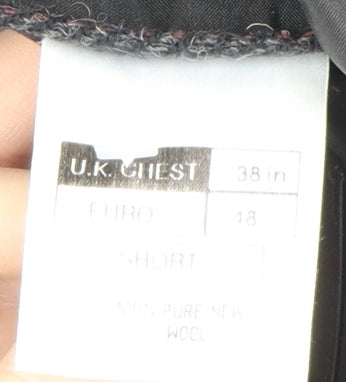 U.K. CHEST 38 in
EURO 48
SHORT
100% PURE NEW
WOOL